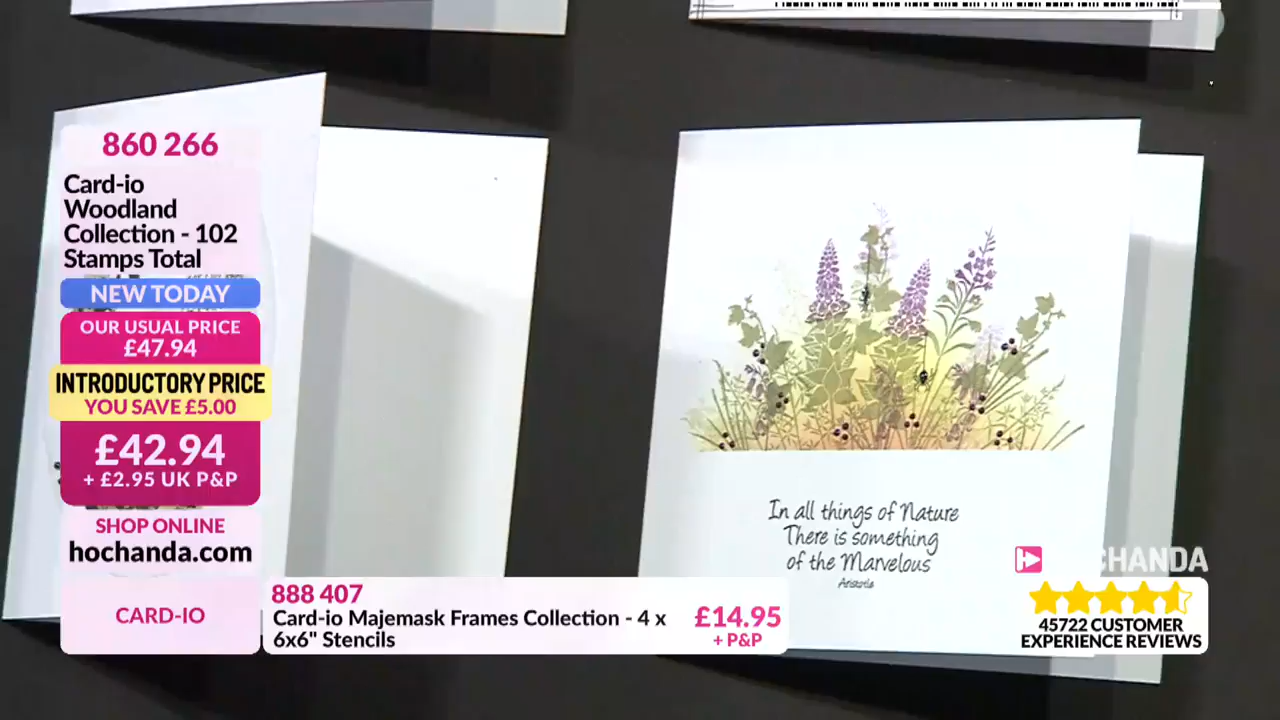 860 266
Card-io
Woodland
Collection - 102
Stamps Total
NEW TODAY
OUR USUAL PRICE
£47.94
INTRODUCTORY PRICE
YOU SAVE £5.00
£42.94
+ £2.95 UK P&P
SHOP ONLINE
hochanda.com
CARD-IO
888 407
Card-io Majemask Frames Collection - 4 x
6x6" Stencils
£14.95
+ P&P
In all things of Nature
There is something
of the Marvelous
Aristotle
HOCHANDA
45722 CUSTOMER
EXPERIENCE REVIEWS